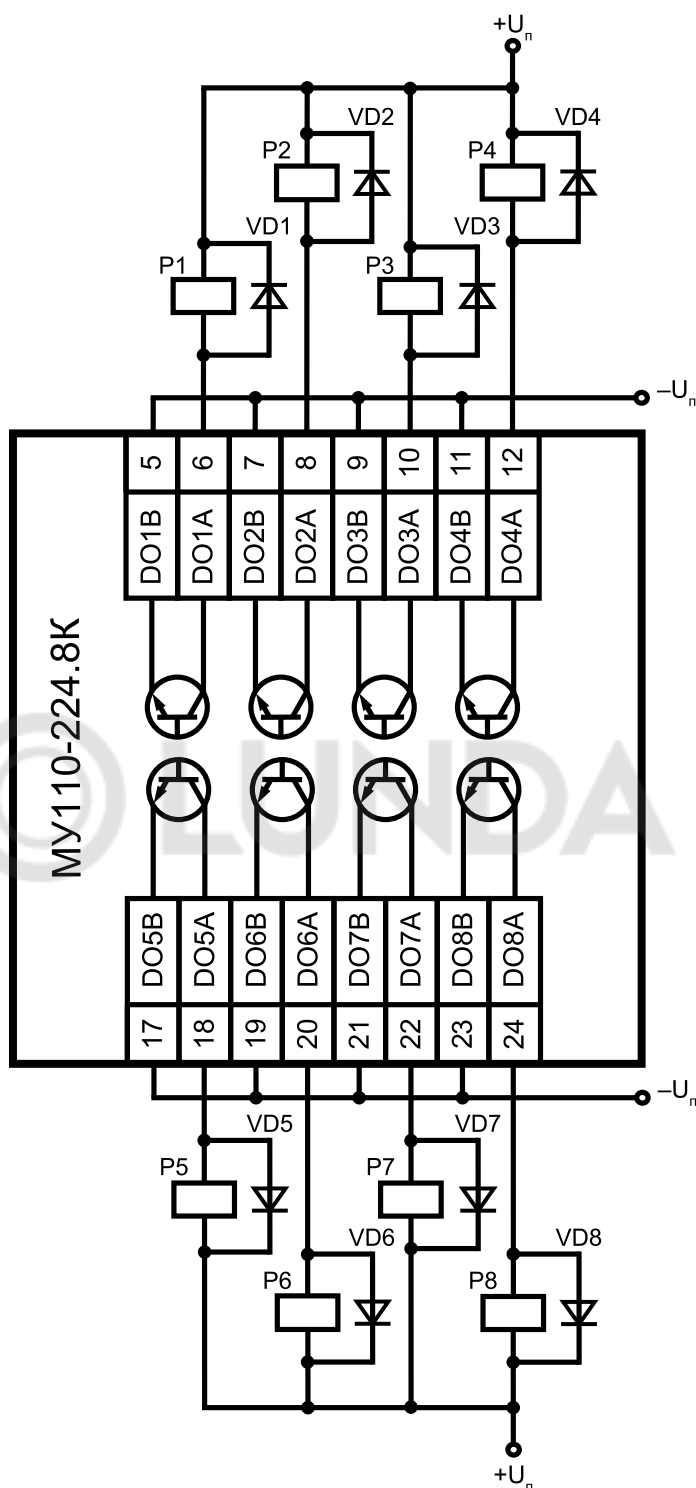 +Uп
VD2
VD4
P2
P4
VD1
VD3
P1
P3
–Uп
5
6
7
8
9
10
11
12
DO1B
DO1A
DO2B
DO2A
DO3B
DO3A
DO4B
DO4A
МУ110-224.8К
© LUNDA
DO5B
DO5A
DO6B
DO6A
DO7B
DO7A
DO8B
DO8A
17
18
19
20
21
22
23
24
–Uп
VD5
VD7
P5
P7
VD6
VD8
P6
P8
+Uп